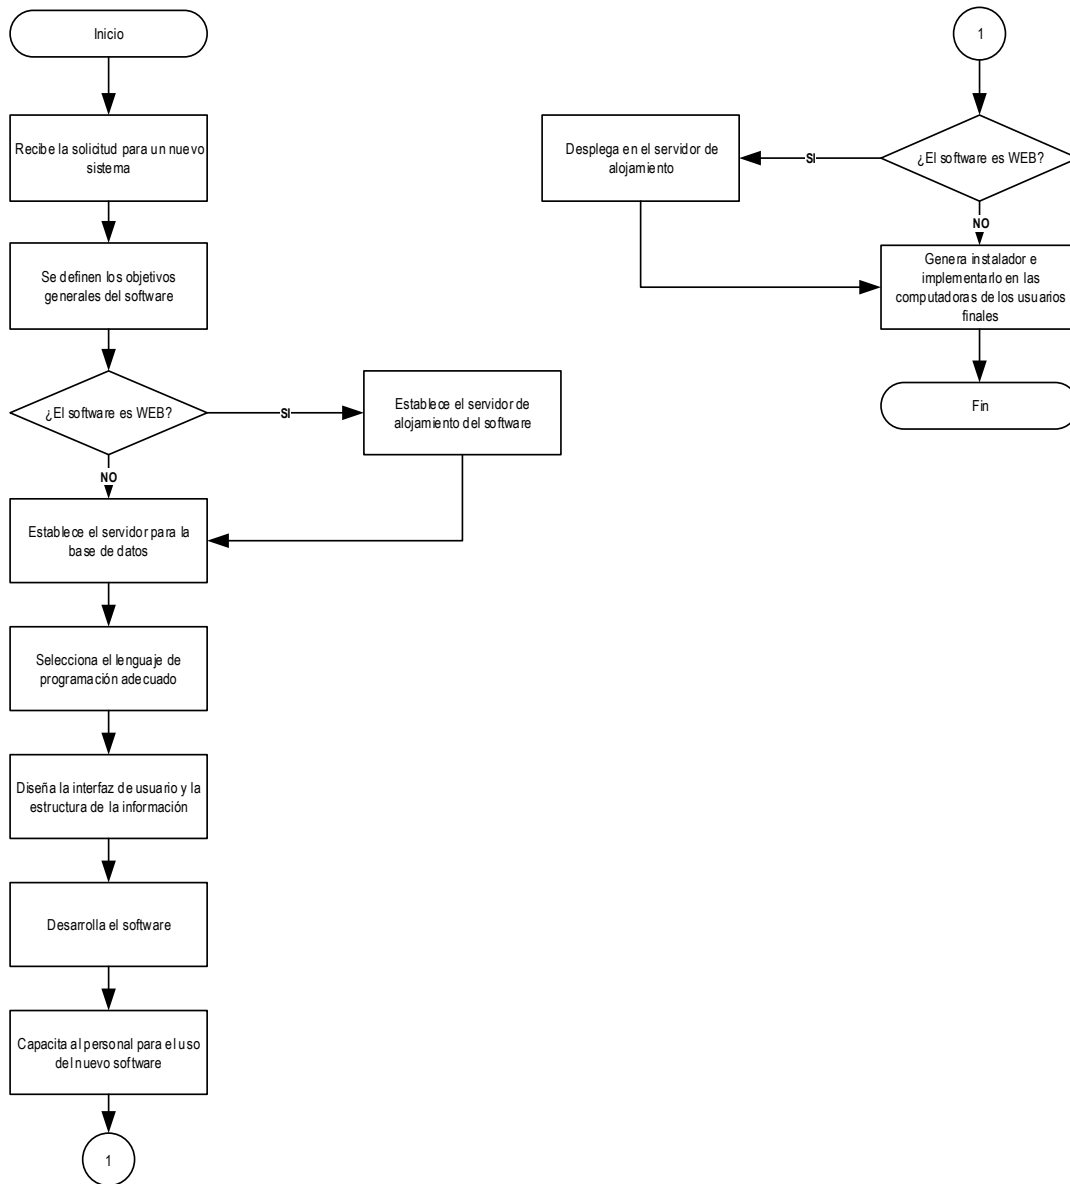 Inicio
Recibe la solicitud para un nuevo
sistema
Se definen los objetivos
generales del software
¿El software es WEB?
SI
Establece el servidor de
alojamiento del software
NO
Establece el servidor para la
base de datos
Selecciona el lenguaje de
programación adecuado
Diseña la interfaz de usuario y la
estructura de la información
Desarrolla el software
Capacita al personal para el uso
del nuevo software
1
1
¿El software es WEB?
SI
Desplega en el servidor de
alojamiento
NO
Genera instalador e
implementarlo en las
computadoras de los usuarios
finales
Fin